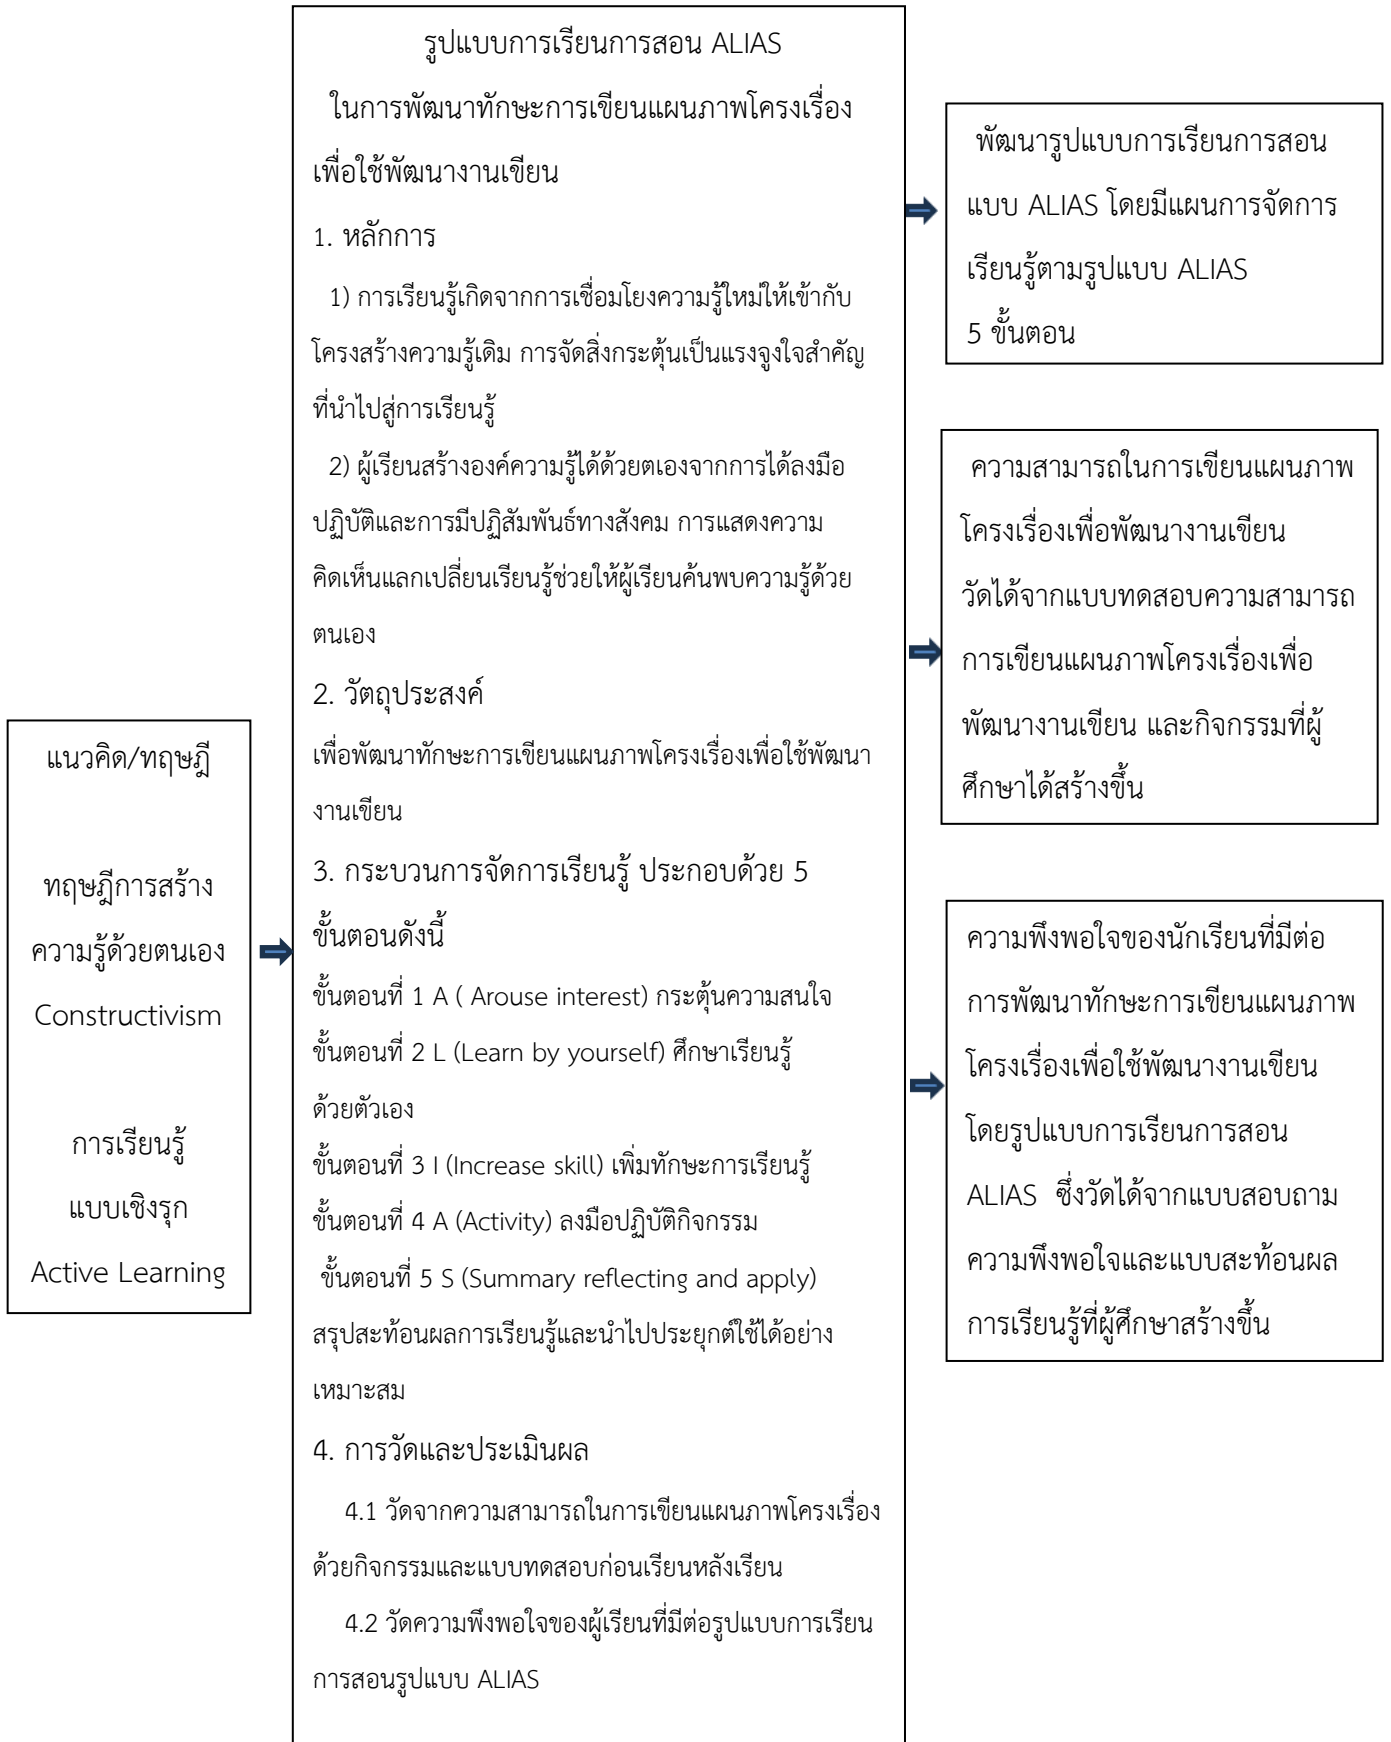 แนวคิด/ทฤษฎี
ทฤษฎีการสร้าง
ความรู้ด้วยตนเอง
Constructivism
การเรียนรู้
แบบเชิงรุก
Active Learning
รูปแบบการเรียนการสอน ALIAS
ในการพัฒนาทักษะการเขียนแผนภาพโครงเรื่อง
เพื่อใช้พัฒนางานเขียน
1. หลักการ
1) การเรียนรู้เกิดจากการเชื่อมโยงความรู้ใหม่ให้เข้ากับ
โครงสร้างความรู้เดิม การจัดสิ่งกระตุ้นเป็นแรงจูงใจสำคัญ
ที่นำไปสู่การเรียนรู้
2) ผู้เรียนสร้างองค์ความรู้ได้ด้วยตเองจากการได้ลงมือ
ปฏิบัติและการมีปฏิสัมพันธ์ทางสังคม การแสดงความ
คิดเห็นแลกเปลี่ยนเรียนรู้ช่วยให้ผู้เรียนค้นพบความรู้ด้วย
ตนเอง
2. วัตถุประสงค์
เพื่อพัฒนาทักษะการเขียนแผนภาพโครงเรื่องเพื่อใช้พัฒนา
งานเขียน
3. กระบวนการจัดการเรียนรู้ ประกอบด้วย 5
ขั้นตอนดังนี้
ขั้นตอนที่ 1 A ( Arouse interest) กระตุ้นความสนใจ
ขั้นตอนที่ 2 L (Learn by yourself) ศึกษาเรียนรู้
ด้วยตัวเอง
ขั้นตอนที่ 3 I (Increase skill) เพิ่มทักษะการเรียนรู้
ขั้นตอนที่ 4 A (Activity) ลงมือปฏิบัติกิจกรรม
ขั้นตอนที่ 5 S (Summary reflecting and apply)
สรุปสะท้อนผลการเรียนรู้และนำไปประยุกต์ใช้ได้อย่าง
เหมาะสม
4. การวัดและประเมินผล
4.1 วัดจากความสามารถในการเขียนแผนภาพโครงเรื่อง
ด้วยกิจกรรมและแบบทดสอบก่อนเรียนหลังเรียน
4.2 วัดความพึงพอใจของผู้เรียนที่มีต่อรูปแบบการเรียน
การสอนรูปแบบ ALIAS
พัฒนารูปแบบการเรียนการสอน
แบบ ALIAS โดยมีแผนการจัดการ
เรียนรู้ตามรูปแบบ ALIAS
5 ขั้นตอน
ความสามารถในการเขียนแผนภาพ
โครงเรื่องเพื่อพัฒนางานเขียน
วัดได้จากแบบทดสอบความสามารถ
การเขียนแผนภาพโครงเรื่องเพื่อ
พัฒนางานเขียน และกิจกรรมที่ผู้
ศึกษาได้สร้างขึ้น
ความพึงพอใจของนักเรียนที่มีต่อ
การพัฒนาทักษะการเขียนแผนภาพ
โครงเรื่องเพื่อใช้พัฒนางานเขียน
โดยรูปแบบการเรียนการสอน
ALIAS ซึ่งวัดได้จากแบบสอบถาม
ความพึงพอใจและแบบสะท้อนผล
การเรียนรู้ที่ผู้ศึกษาสร้างขึ้น